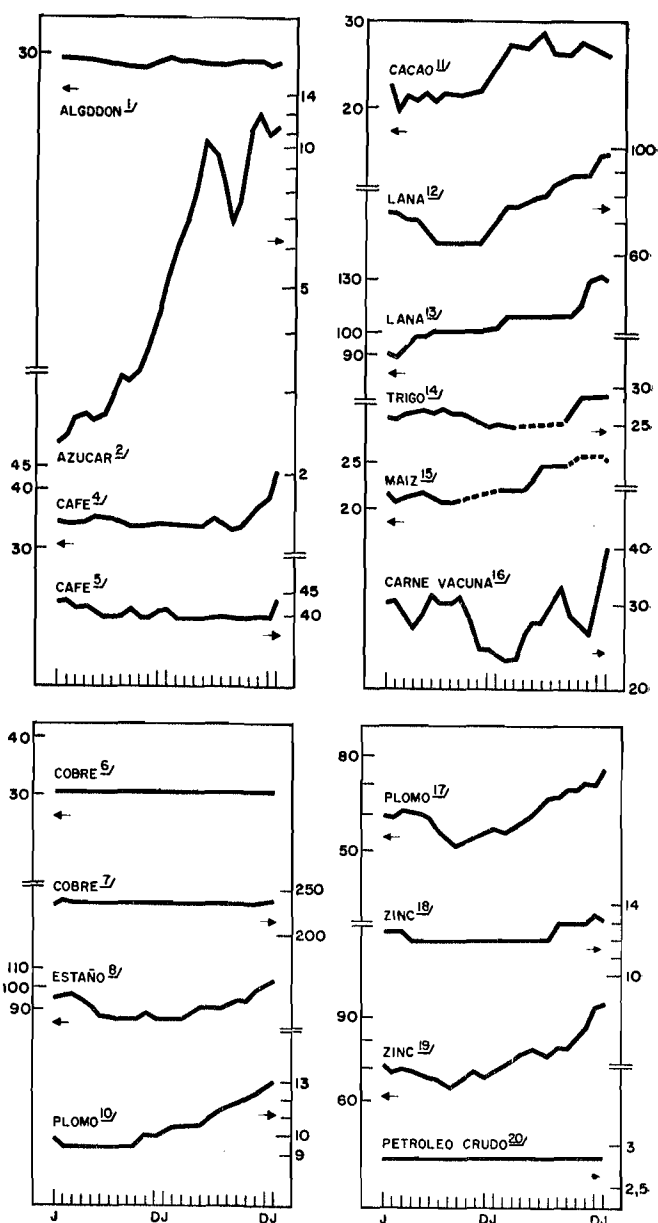 30
ALGODON 1/
14
10
5
AZUCAR 2/
45
2
40
CAFE 4/
30
CAFE 5/
45
40
30
CACAO 11/
20
100
LANA 12/
60
130
LANA 13/
100
90
TRIGO 14/
30
25
25
MAIZ 15/
20
40
CARNE VACUNA 16/
30
20
40
COBRE 6/
30
COBRE 7/
250
200
110
ESTAÑO 8/
100
90
PLOMO 10/
13
10
9
J DJ DJ
80
PLOMO 17/
50
ZINC 18/
14
10
90
ZINC 19/
60
PETROLEO CRUDO 20/
3
2,5
J DJ DJ